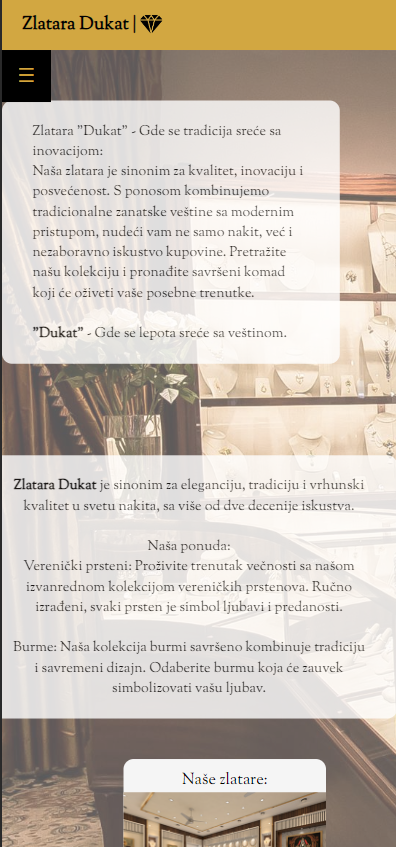 Zlatara Dukat |
☰
Zlatara "Dukat" - Gde se tradicija sreće sa
inovacijom:
Naša zlatara je sinonim za kvalitet, inovaciju i
posvećenost. S ponosom kombinujemo
tradicionalne zanatske veštine sa modernim
pristupom, nudeći vam ne samo nakit, već i
nezaboravno iskustvo kupovine. Pretražite
našu kolekciju i pronađite savršeni komad
koji će oživeti vaše posebne trenutke.
"Dukat" - Gde se lepota sreće sa veštinom.
Zlatara Dukat je sinonim za eleganciju, tradiciju i vrhunski
kvalitet u svetu nakita, sa više od dve decenije iskustva.
Naša ponuda:
Verenički prsteni: Proživite trenutak večnosti sa našom
izvanrednom kolekcijom vereničkih prstenova. Ručno
izrađeni, svaki prsten je simbol ljubavi i predanosti.
Burme: Naša kolekcija burmi savršeno kombinuje tradiciju
i savremeni dizajn. Odaberite burmu koja će zauvek
simbolizovati vašu ljubav.
Naše zlatare: